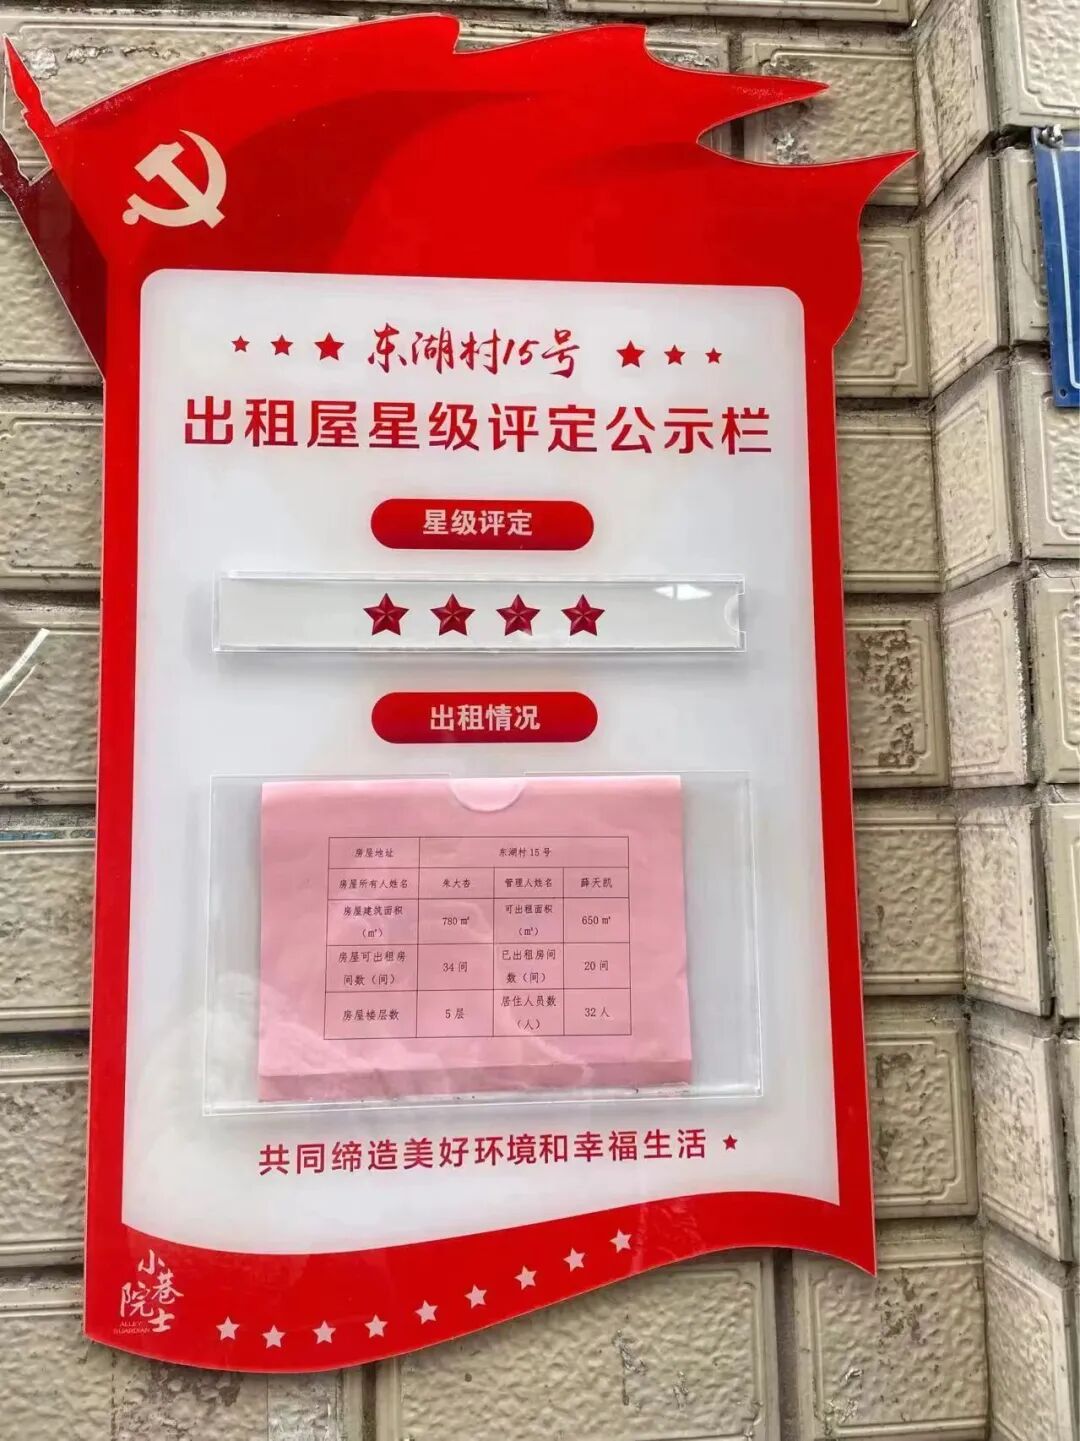 东湖村15号
出租屋星级评定公示栏
星级评定
出租情况
房屋地址 东湖村15号
房屋所有人姓名 朱大杏 管理人姓名 薛天凯
房屋建筑面积（㎡） 780㎡ 可出租面积（㎡） 650㎡
房屋可出租房间数（间） 34间 已出租房间数（间） 20间
房屋楼层数 5层 居住人员数（人） 32人
共同缔造美好环境和幸福生活
小巷院士
ALLEY GUARDIAN